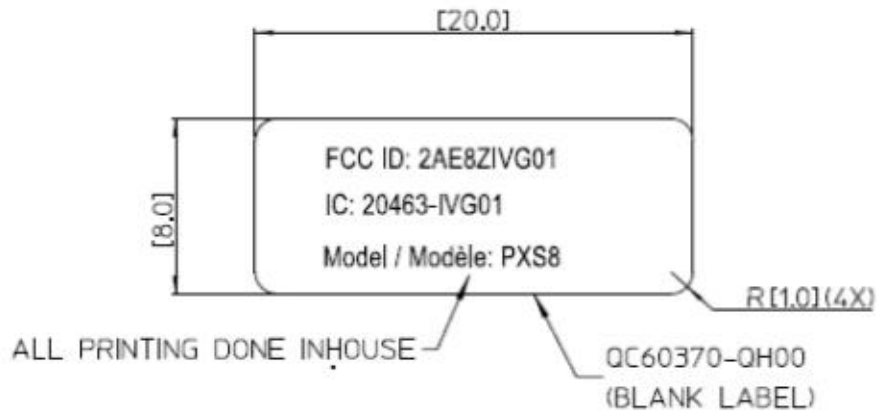 [20.0]
[8.0]
FCC ID: 2AE8ZIVG01
IC: 20463-IVG01
Model / Modèle: PXS8
R[1.0](4X)
ALL PRINTING DONE INHOUSE
QC60370-QH00
(BLANK LABEL)